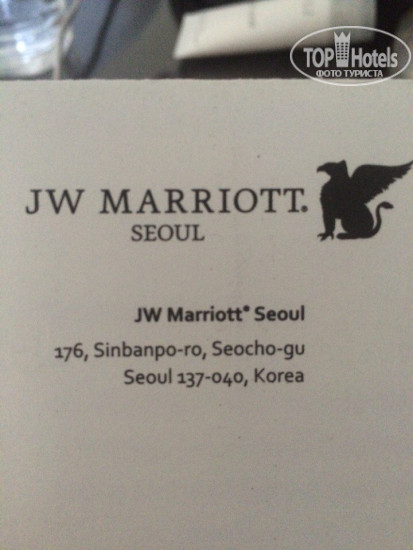 TOP Hotels
ФОТО ТУРИСТА
JW MARRIOTT®
SEOUL
JW Marriott® Seoul
176, Sinbanpo-ro, Seocho-gu
Seoul 137-040, Korea